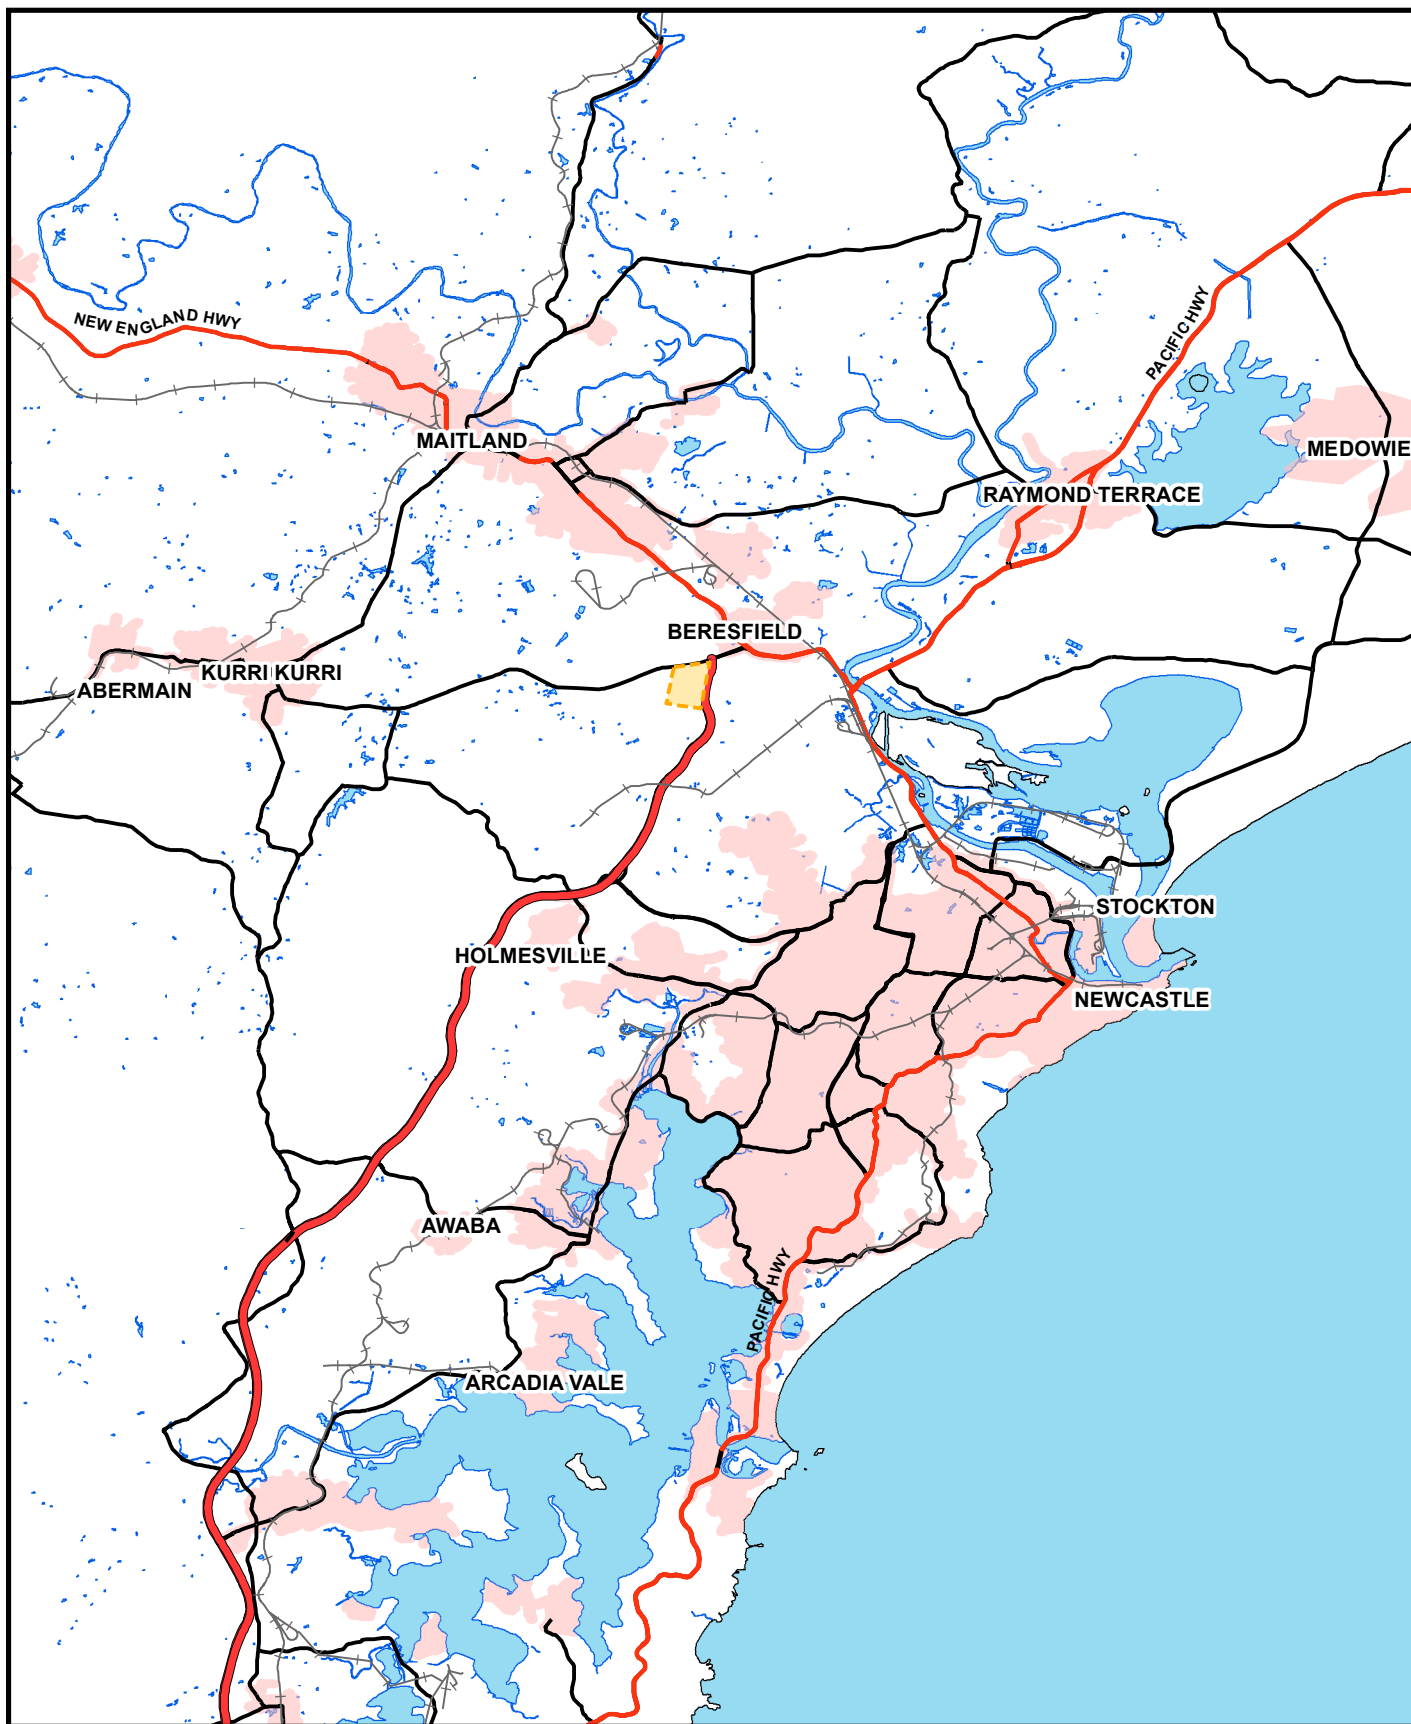 NEW ENGLAND HWY
PACIFIC HWY
MAITLAND
MEDOWIE
RAYMOND TERRACE
BERESFIELD
KURRI KURRI
ABERMAIN
STOCKTON
HOLMESVILLE
NEWCASTLE
AWABA
PACIFIC HWY
ARCADIA VALE